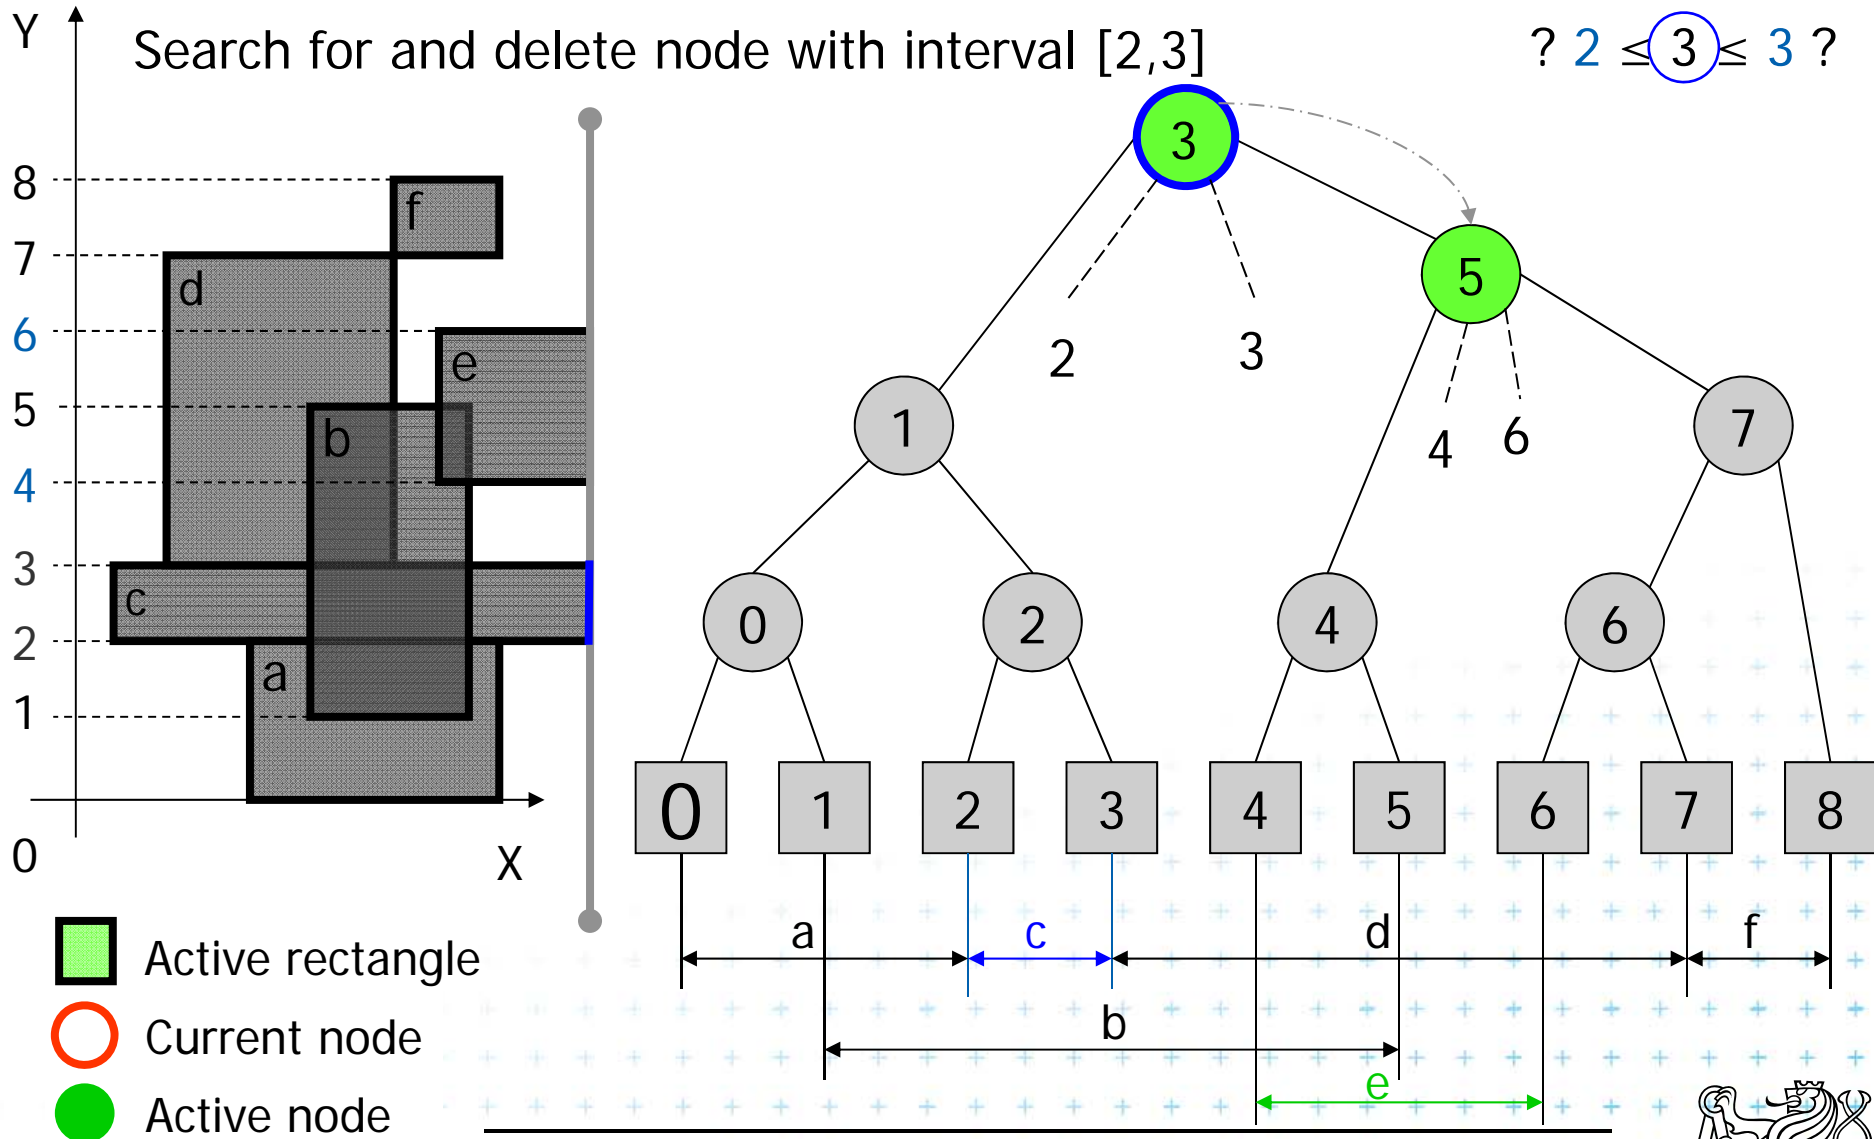 Y
Search for and delete node with interval [2,3]
? 2 ≤ 3 ≤ 3 ?
3
8
f
7
d
5
6
e
2
3
5
b
1
4
6
7
4
3
c
0
2
4
6
2
a
1
0
1
2
3
4
5
6
7
8
0
X
a
c
d
f
Active rectangle
b
Current node
e
Active node